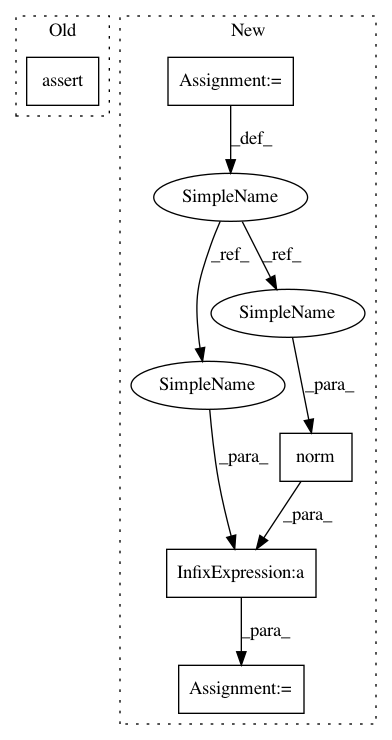 Old
New
assert
Assignment:=
_def_
SimpleName
_ref_
_ref_
SimpleName
SimpleName
_para_
norm
_para_
_para_
InfixExpression:a
_para_
Assignment:=